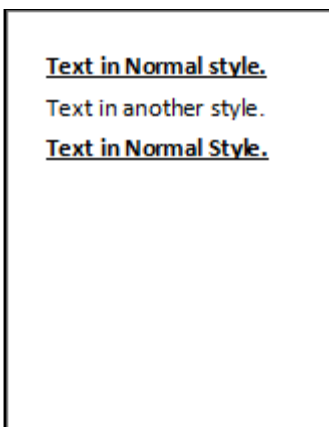 Text in Normal style.
Text in another style.
Text in Normal Style.